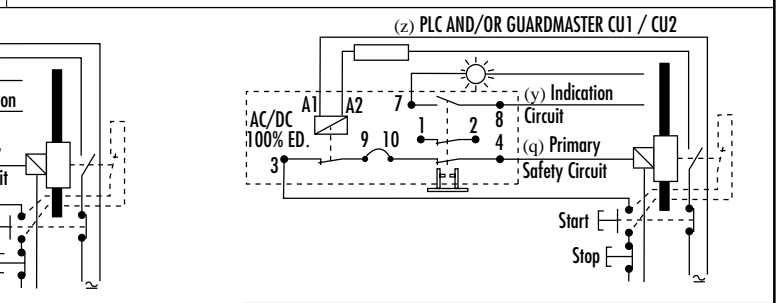 (z) PLC AND/OR GUARDMASTER CU1 / CU2
on
it
A1 A2
AC/DC
100% ED.
7
8
(y) Indication
Circuit
1 2
9 10
3
4
(q) Primary
Safety Circuit
Start
Stop